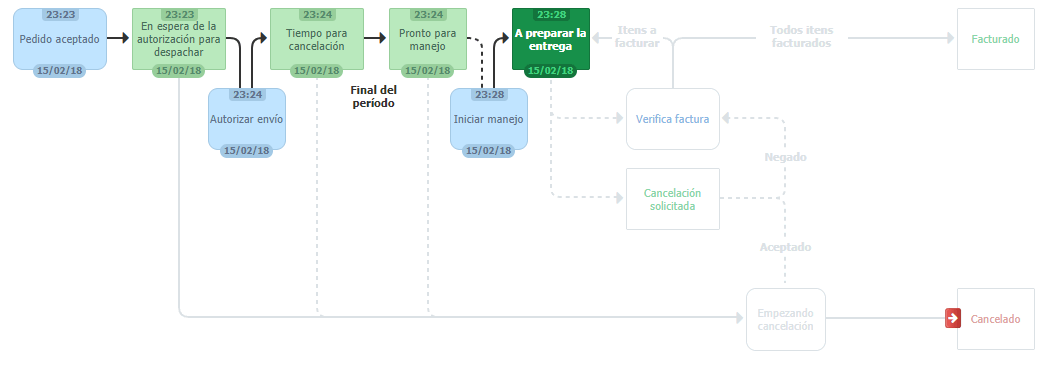 23:23
Pedido aceptado
15/02/18
23:23
En espera de la
autorización para
despachar
15/02/18
23:24
Autorizar envío
15/02/18
23:24
Tiempo para
cancelación
15/02/18
Final del
período
23:24
Pronto para
manejo
15/02/18
23:28
Iniciar manejo
15/02/18
23:28
A preparar la
entrega
15/02/18
Itens a
facturar
Todos itens
facturados
Facturado
Verifica factura
Negado
Cancelación
solicitada
Aceptado
Empezando
cancelación
Cancelado